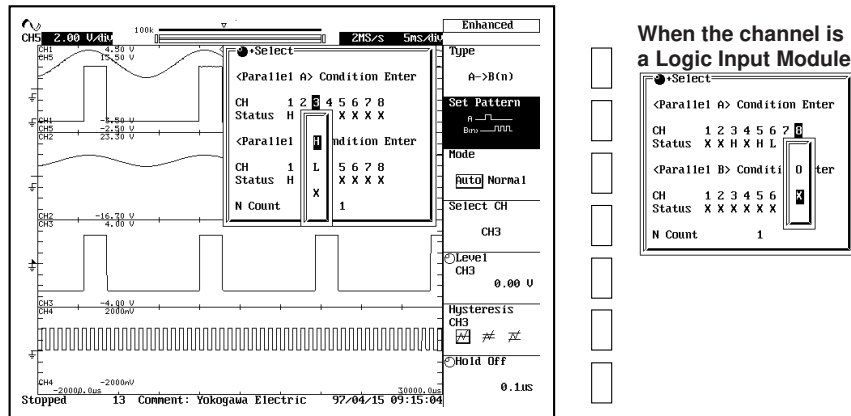 CH5 2.00 V/div
100k
2MS/s 5ms/div
CH1 4.50 V
CH5 15.50 V
CH1 -3.50 V
CH5 -2.50 V
CH2 23.30 V
CH2 -16.70 V
CH3 4.00 V
CH3 -4.00 V
CH4 2000mV
CH4 -2000mV
-20000.0us 30000.0us
Stopped 13 Comment: Yokogawa Electric 97/04/15 09:15:04
+Select
<Parallel A> Condition Enter
CH 1 2 3 4 5 6 7 8
Status H X X X X
<Parallel ndition Enter
CH 1 5 6 7 8
Status H X X X X
N Count 1
H
L
X
Enhanced
Type
A->B(n)
Set Pattern
A
B(n)
Mode
Auto Normal
Select CH
CH3
Level
CH3
0.00 V
Hysteresis
CH3
Hold Off
0.1us
When the channel is
a Logic Input Module
+Select
<Parallel A> Condition Enter
CH 1 2 3 4 5 6 7 8
Status X X H X H L
<Parallel B> Conditi ter
CH 1 2 3 4 5 6
Status X X X X X X
N Count 1
O
X